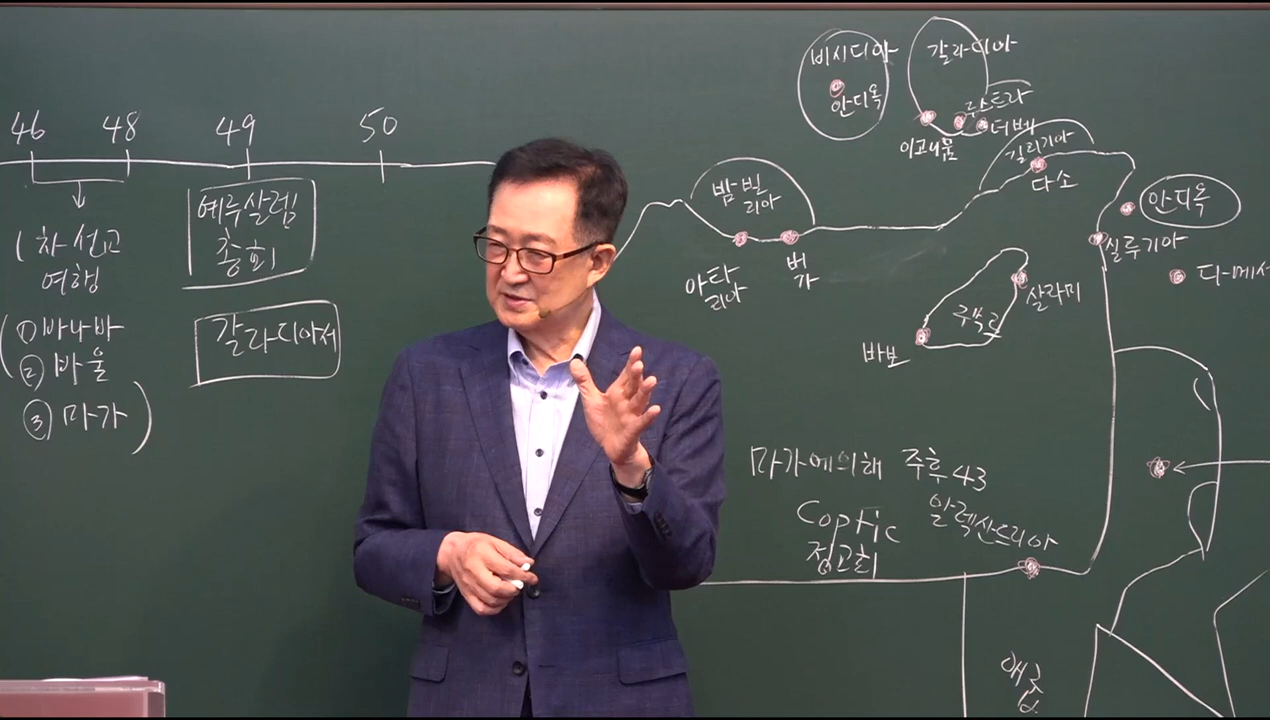 46 48 49 50
1차 선교
여행
① 바나바
② 바울
③ 마가
예루살렘
총회
갈라디아서
비시디아
안디옥
갈라디아
루스트라
더베
이고니움
길리기아
다소
밤빌
리아
아탈
리아
버
가
안디옥
실루기아
다메섹
살라미
구브로
바보
마가에 의해 주후 43
Coptic 알렉산드리아
정교회
애굽